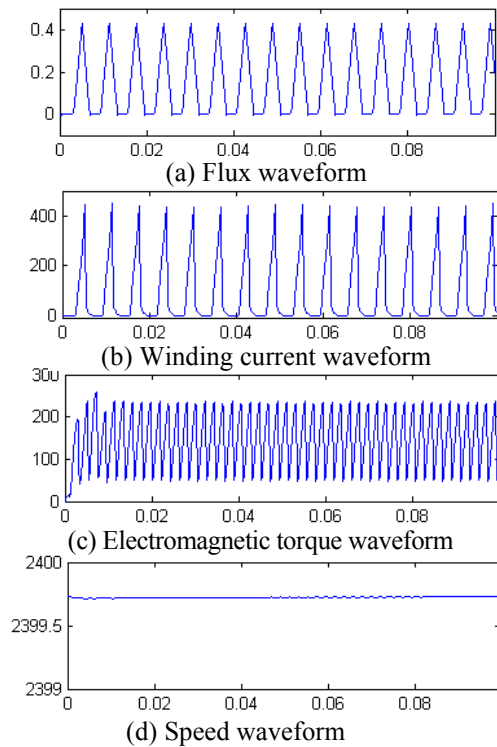 0.4
0.2
0
0 0.02 0.04 0.06 0.08
(a) Flux waveform
400
200
0
0 0.02 0.04 0.06 0.08
(b) Winding current waveform
300
200
100
0
0 0.02 0.04 0.06 0.08
(c) Electromagnetic torque waveform
2400
2399.5
2399
0 0.02 0.04 0.06 0.08
(d) Speed waveform